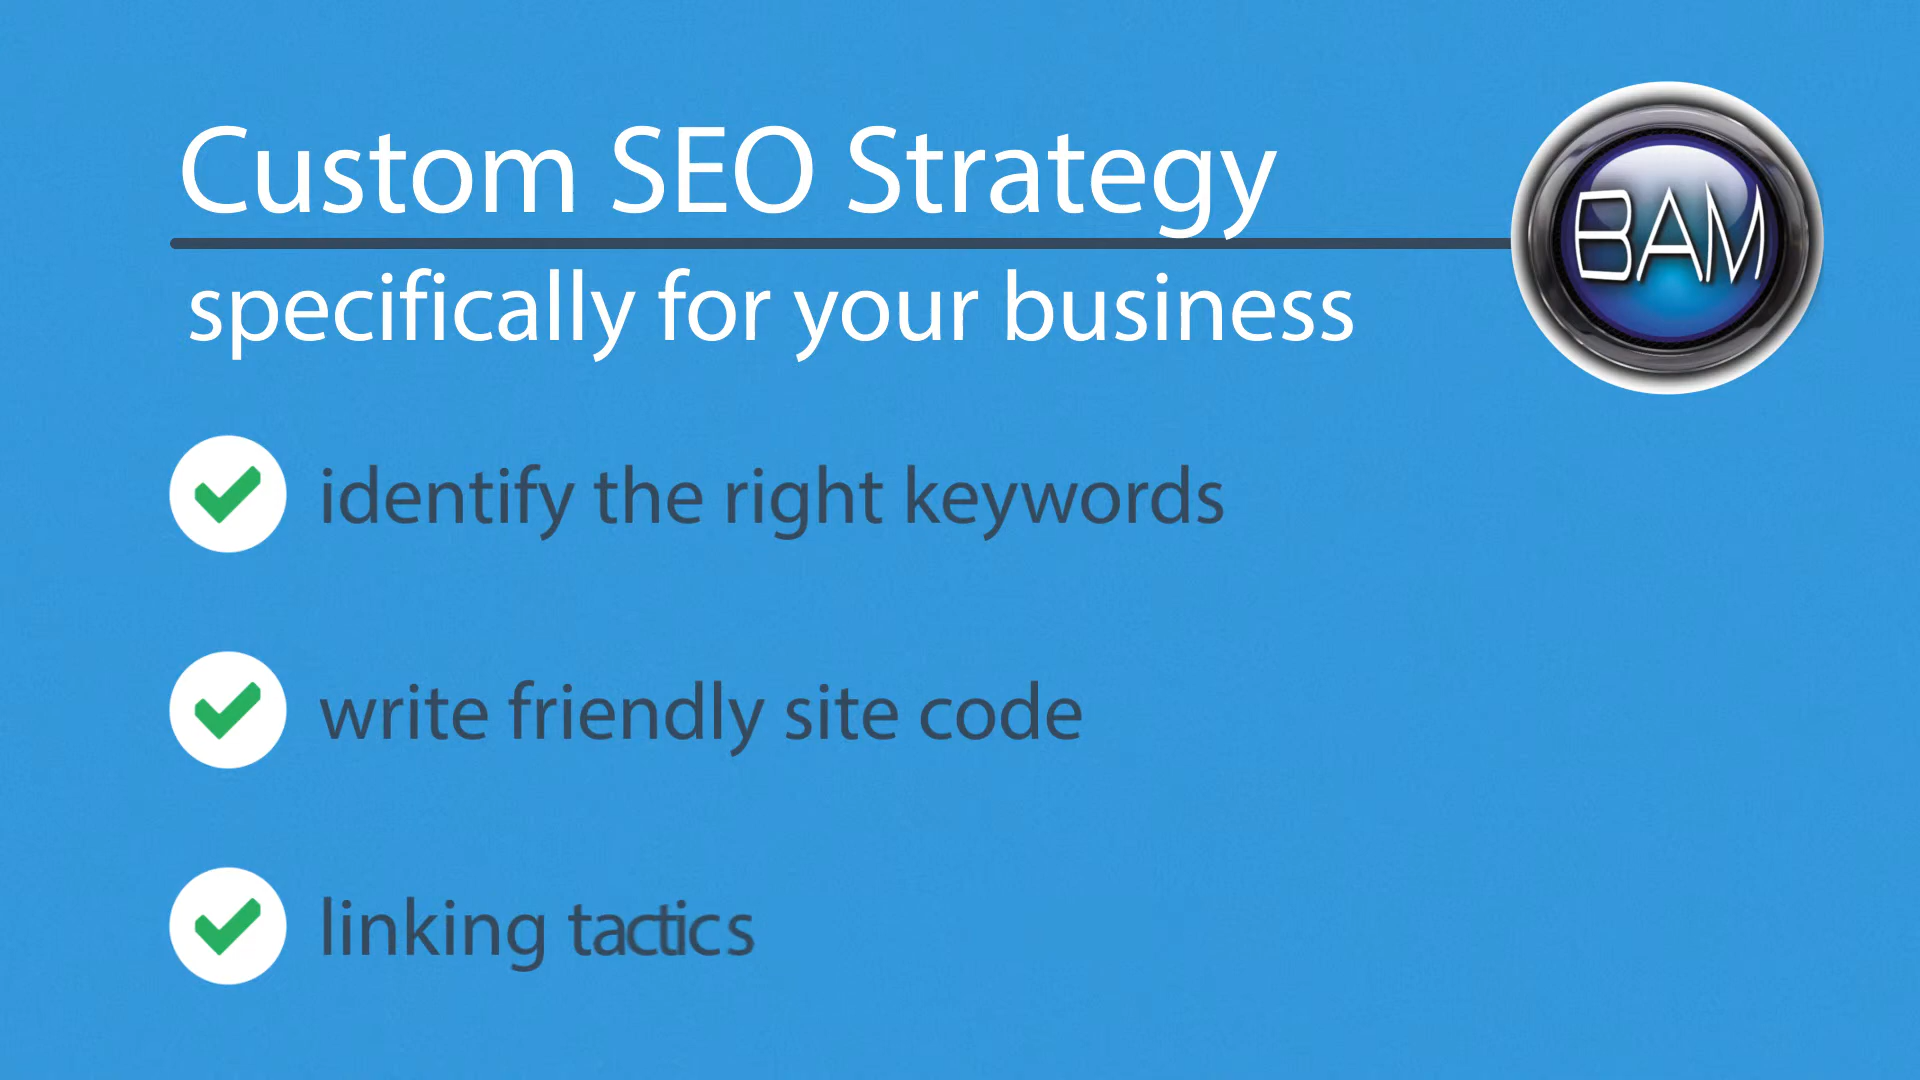 Custom SEO Strategy
BAM
specifically for your business
identify the right keywords
write friendly site code
linking tactics